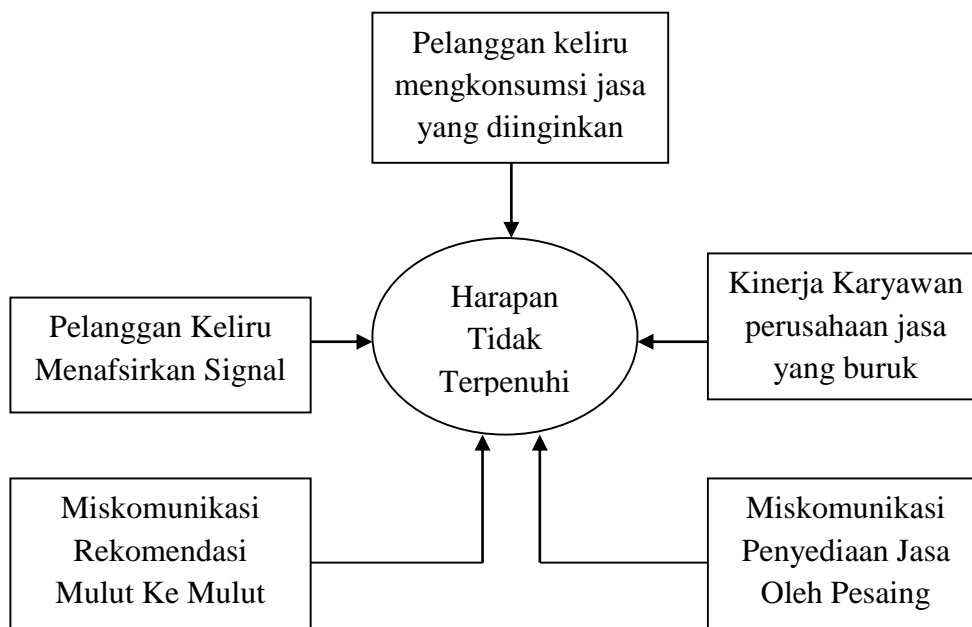 Pelanggan keliru
mengkonsumsi jasa
yang diinginkan
Harapan
Tidak
Terpenuhi
Kinerja Karyawan
perusahaan jasa
yang buruk
Pelanggan Keliru
Menafsirkan Signal
Miskomunikasi
Rekomendasi
Mulut Ke Mulut
Miskomunikasi
Penyediaan Jasa
Oleh Pesaing